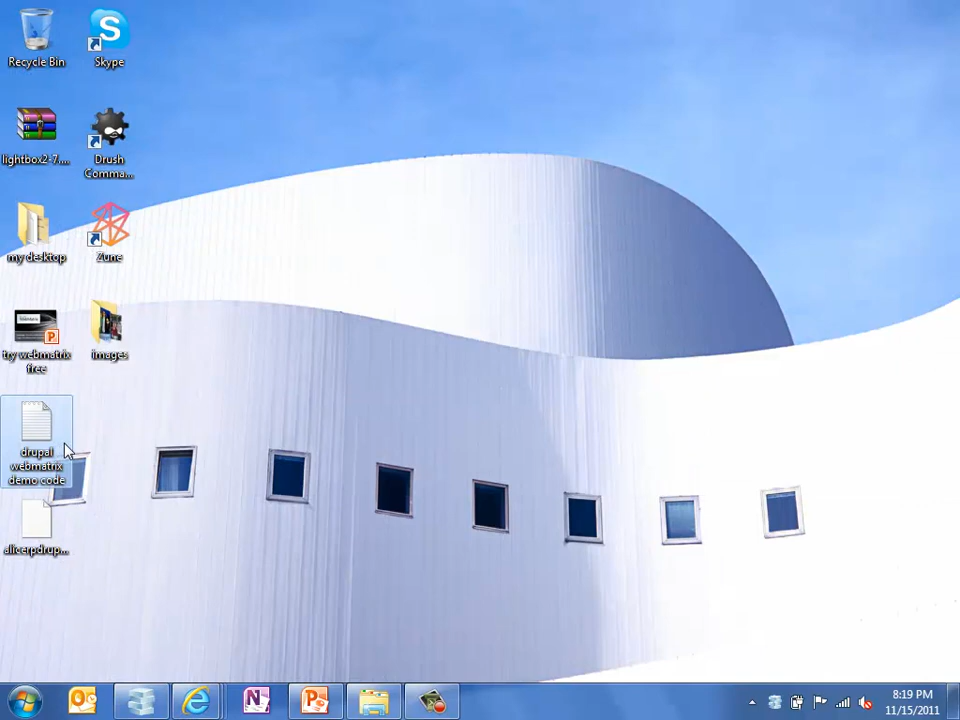 Recycle Bin
Skype
lightbox2-7....
Drush
Comma...
my desktop
Zune
try webmatrix
free
images
drupal
webmatrix
demo code
alicerpdrup...
8:19 PM
11/15/2011